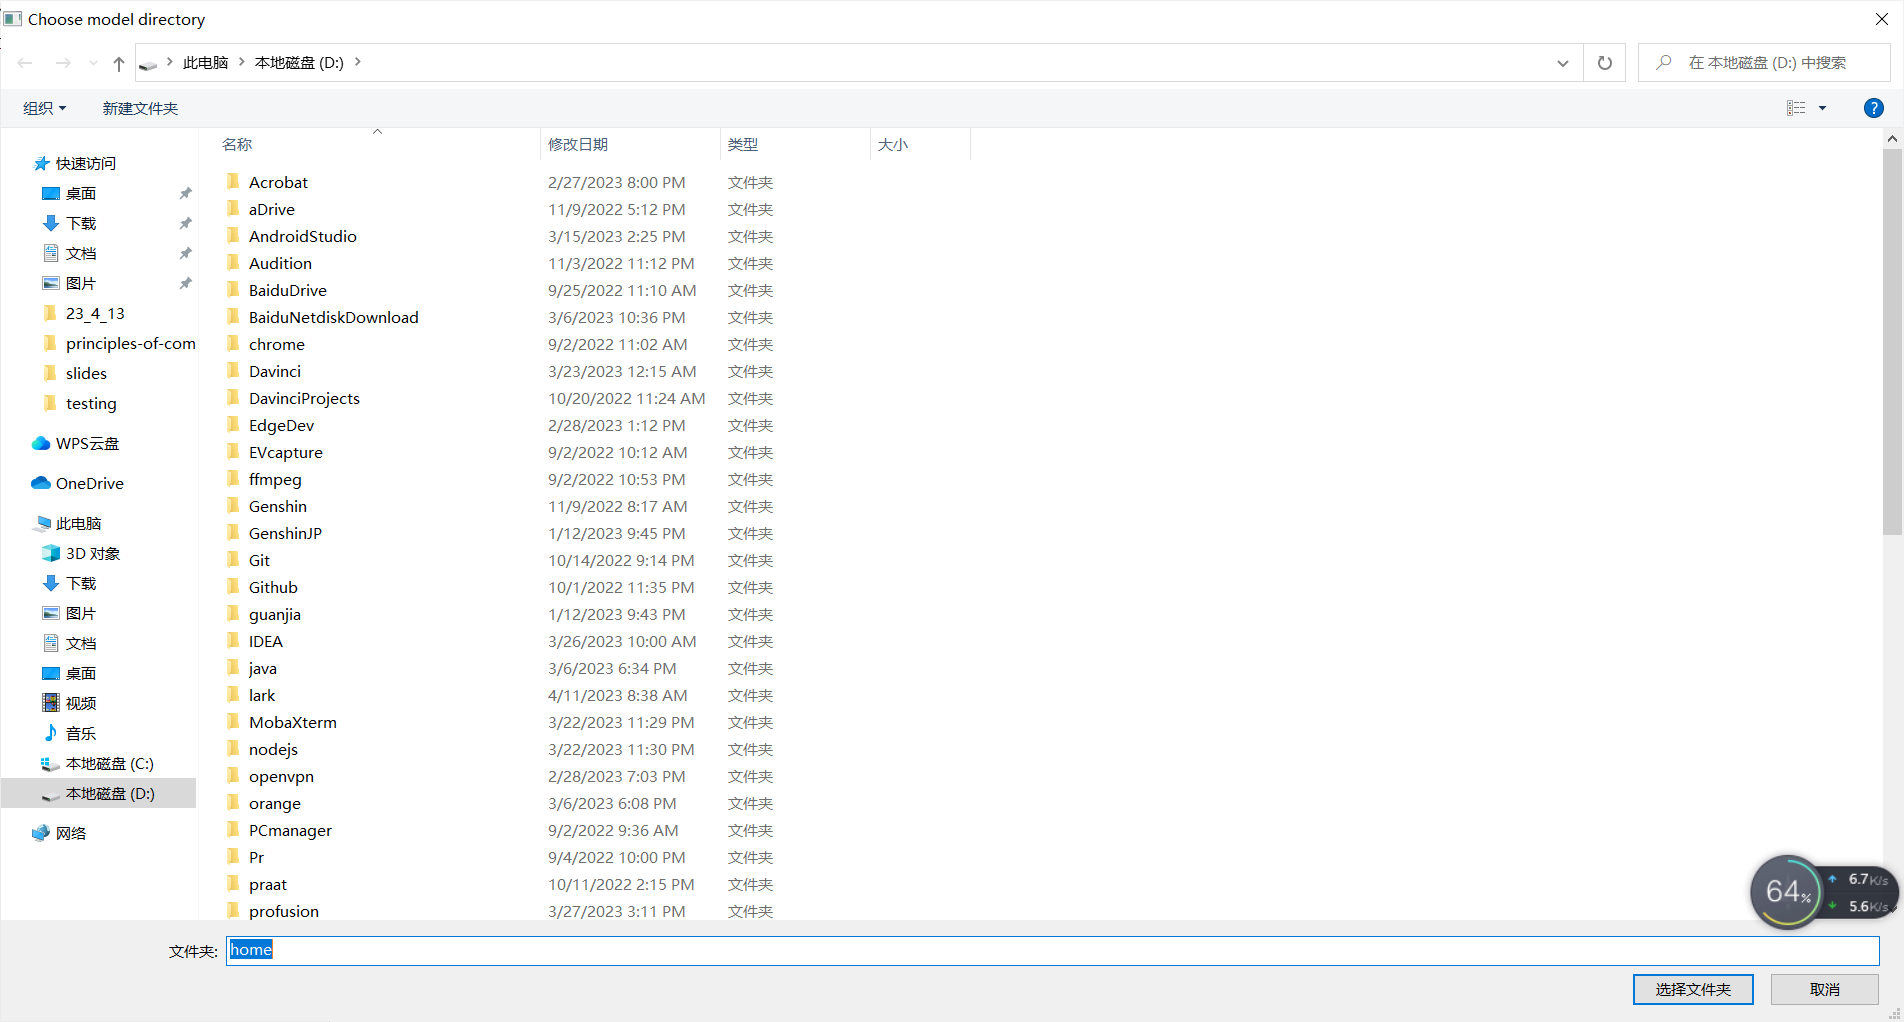 Choose model directory
此电脑 本地磁盘 (D:)
在 本地磁盘 (D:) 中搜索
组织 新建文件夹
名称 修改日期 类型 大小
快速访问
桌面
下载
文档
图片
23_4_13
principles-of-com
slides
testing
WPS云盘
OneDrive
此电脑
3D 对象
下载
图片
文档
桌面
视频
音乐
本地磁盘 (C:)
本地磁盘 (D:)
网络
Acrobat 2/27/2023 8:00 PM 文件夹
aDrive 11/9/2022 5:12 PM 文件夹
AndroidStudio 3/15/2023 2:25 PM 文件夹
Audition 11/3/2022 11:12 PM 文件夹
BaiduDrive 9/25/2022 11:10 AM 文件夹
BaiduNetdiskDownload 3/6/2023 10:36 PM 文件夹
chrome 9/2/2022 11:02 AM 文件夹
Davinci 3/23/2023 12:15 AM 文件夹
DavinciProjects 10/20/2022 11:24 AM 文件夹
EdgeDev 2/28/2023 1:12 PM 文件夹
EVcapture 9/2/2022 10:12 AM 文件夹
ffmpeg 9/2/2022 10:53 PM 文件夹
Genshin 11/9/2022 8:17 AM 文件夹
GenshinJP 1/12/2023 9:45 PM 文件夹
Git 10/14/2022 9:14 PM 文件夹
Github 10/1/2022 11:35 PM 文件夹
guanjia 1/12/2023 9:43 PM 文件夹
IDEA 3/26/2023 10:00 AM 文件夹
java 3/6/2023 6:34 PM 文件夹
lark 4/11/2023 8:38 AM 文件夹
MobaXterm 3/22/2023 11:29 PM 文件夹
nodejs 3/22/2023 11:30 PM 文件夹
openvpn 2/28/2023 7:03 PM 文件夹
orange 3/6/2023 6:08 PM 文件夹
PCmanager 9/2/2022 9:36 AM 文件夹
Pr 9/4/2022 10:00 PM 文件夹
praat 10/11/2022 2:15 PM 文件夹
profusion 3/27/2023 3:11 PM 文件夹
64%
6.7K/s
5.6K/s
文件夹: home
选择文件夹 取消